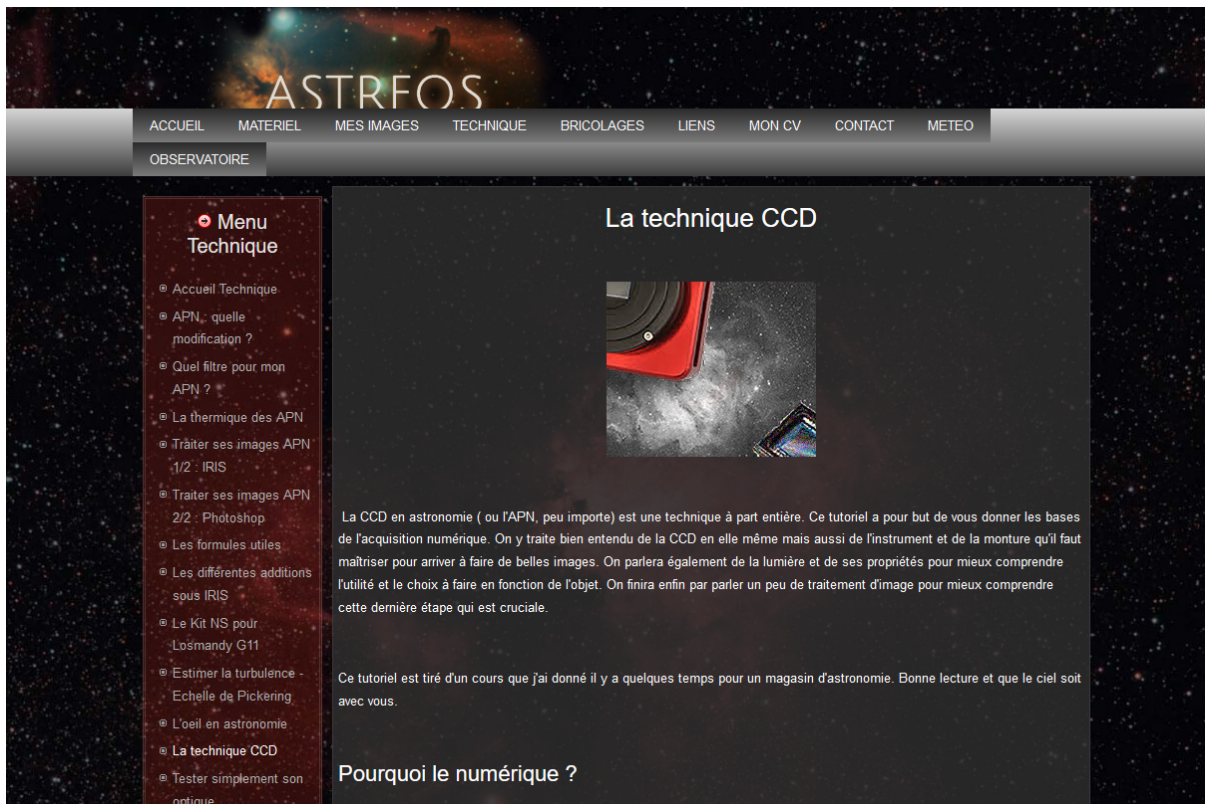 ASTREOS
ACCUEIL MATERIEL MES IMAGES TECHNIQUE BRICOLAGES LIENS MON CV CONTACT METEO
OBSERVATOIRE
Menu
Technique
Accueil Technique
APN : quelle
modification ?
Quel filtre pour mon
APN ?
La thermique des APN
Traiter ses images APN
1/2 : IRIS
Traiter ses images APN
2/2 : Photoshop
Les formules utiles
Les différentes additions
sous IRIS
Le Kit NS pour
Losmandy G11
Estimer la turbulence -
Echelle de Pickering
L'oeil en astronomie
La technique CCD
Tester simplement son
optique
La technique CCD
La CCD en astronomie ( ou l'APN, peu importe) est une technique à part entière. Ce tutoriel a pour but de vous donner les bases
de l'acquisition numérique. On y traite bien entendu de la CCD en elle même mais aussi de l'instrument et de la monture qu'il faut
maîtriser pour arriver à faire de belles images. On parlera également de la lumière et de ses propriétés pour mieux comprendre
l'utilité et le choix à faire en fonction de l'objet. On finira enfin par parler un peu de traitement d'image pour mieux comprendre
cette dernière étape qui est cruciale.
Ce tutoriel est tiré d'un cours que j'ai donné il y a quelques temps pour un magasin d'astronomie. Bonne lecture et que le ciel soit
avec vous.
Pourquoi le numérique ?